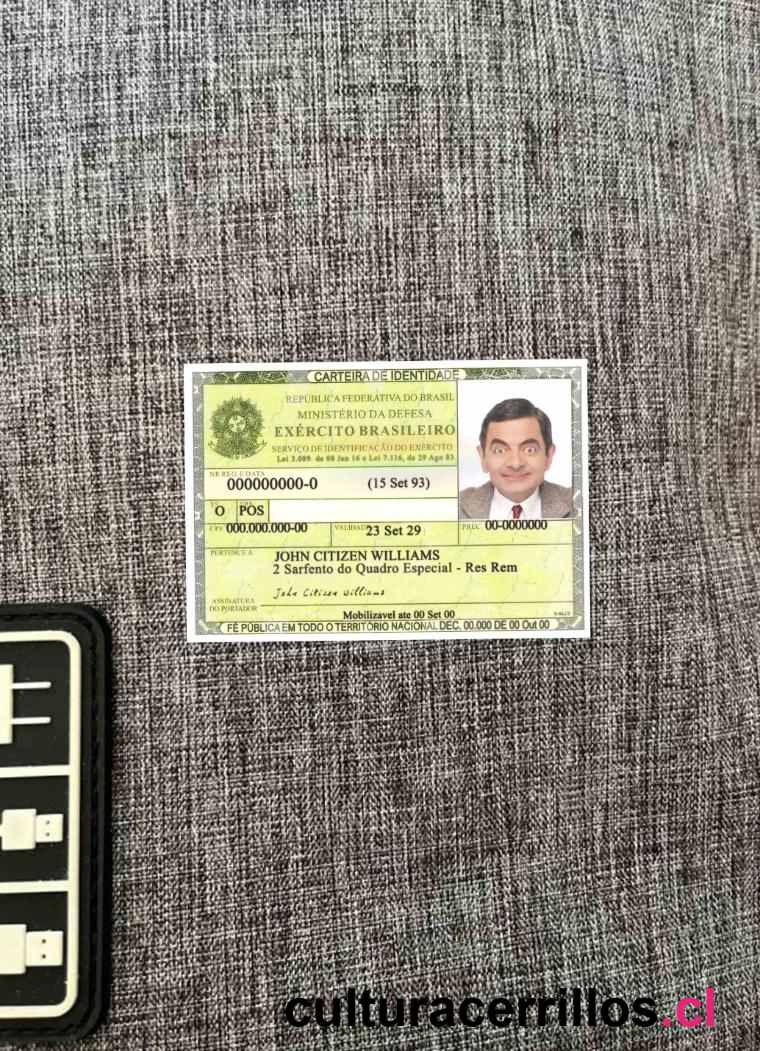 CARTEIRA DE IDENTIDADE
REPÚBLICA FEDERATIVA DO BRASIL
MINISTÉRIO DA DEFESA
EXÉRCITO BRASILEIRO
SERVIÇO DE IDENTIFICAÇÃO DO EXÉRCITO
Lei 3.089 de 08 Jan 16 e Lei 7.116, de 29 Ago 83
NR REG. E DATA
000000000-0 (15 Set 93)
O POS
CPF 000.000.000-00 VALIDADE 23 Set 29 PREC 00-0000000
PERTENCE A JOHN CITIZEN WILLIAMS
2 Sarfento do Quadro Especial - Res Rem
ASSINATURA DO PORTADOR John Citizen Williams
Mobilizavel ate 00 Set 00
FÉ PÚBLICA EM TODO O TERRITÓRIO NACIONAL DEC. 00.000 DE 00 Out 00
culturacerrillos.cl